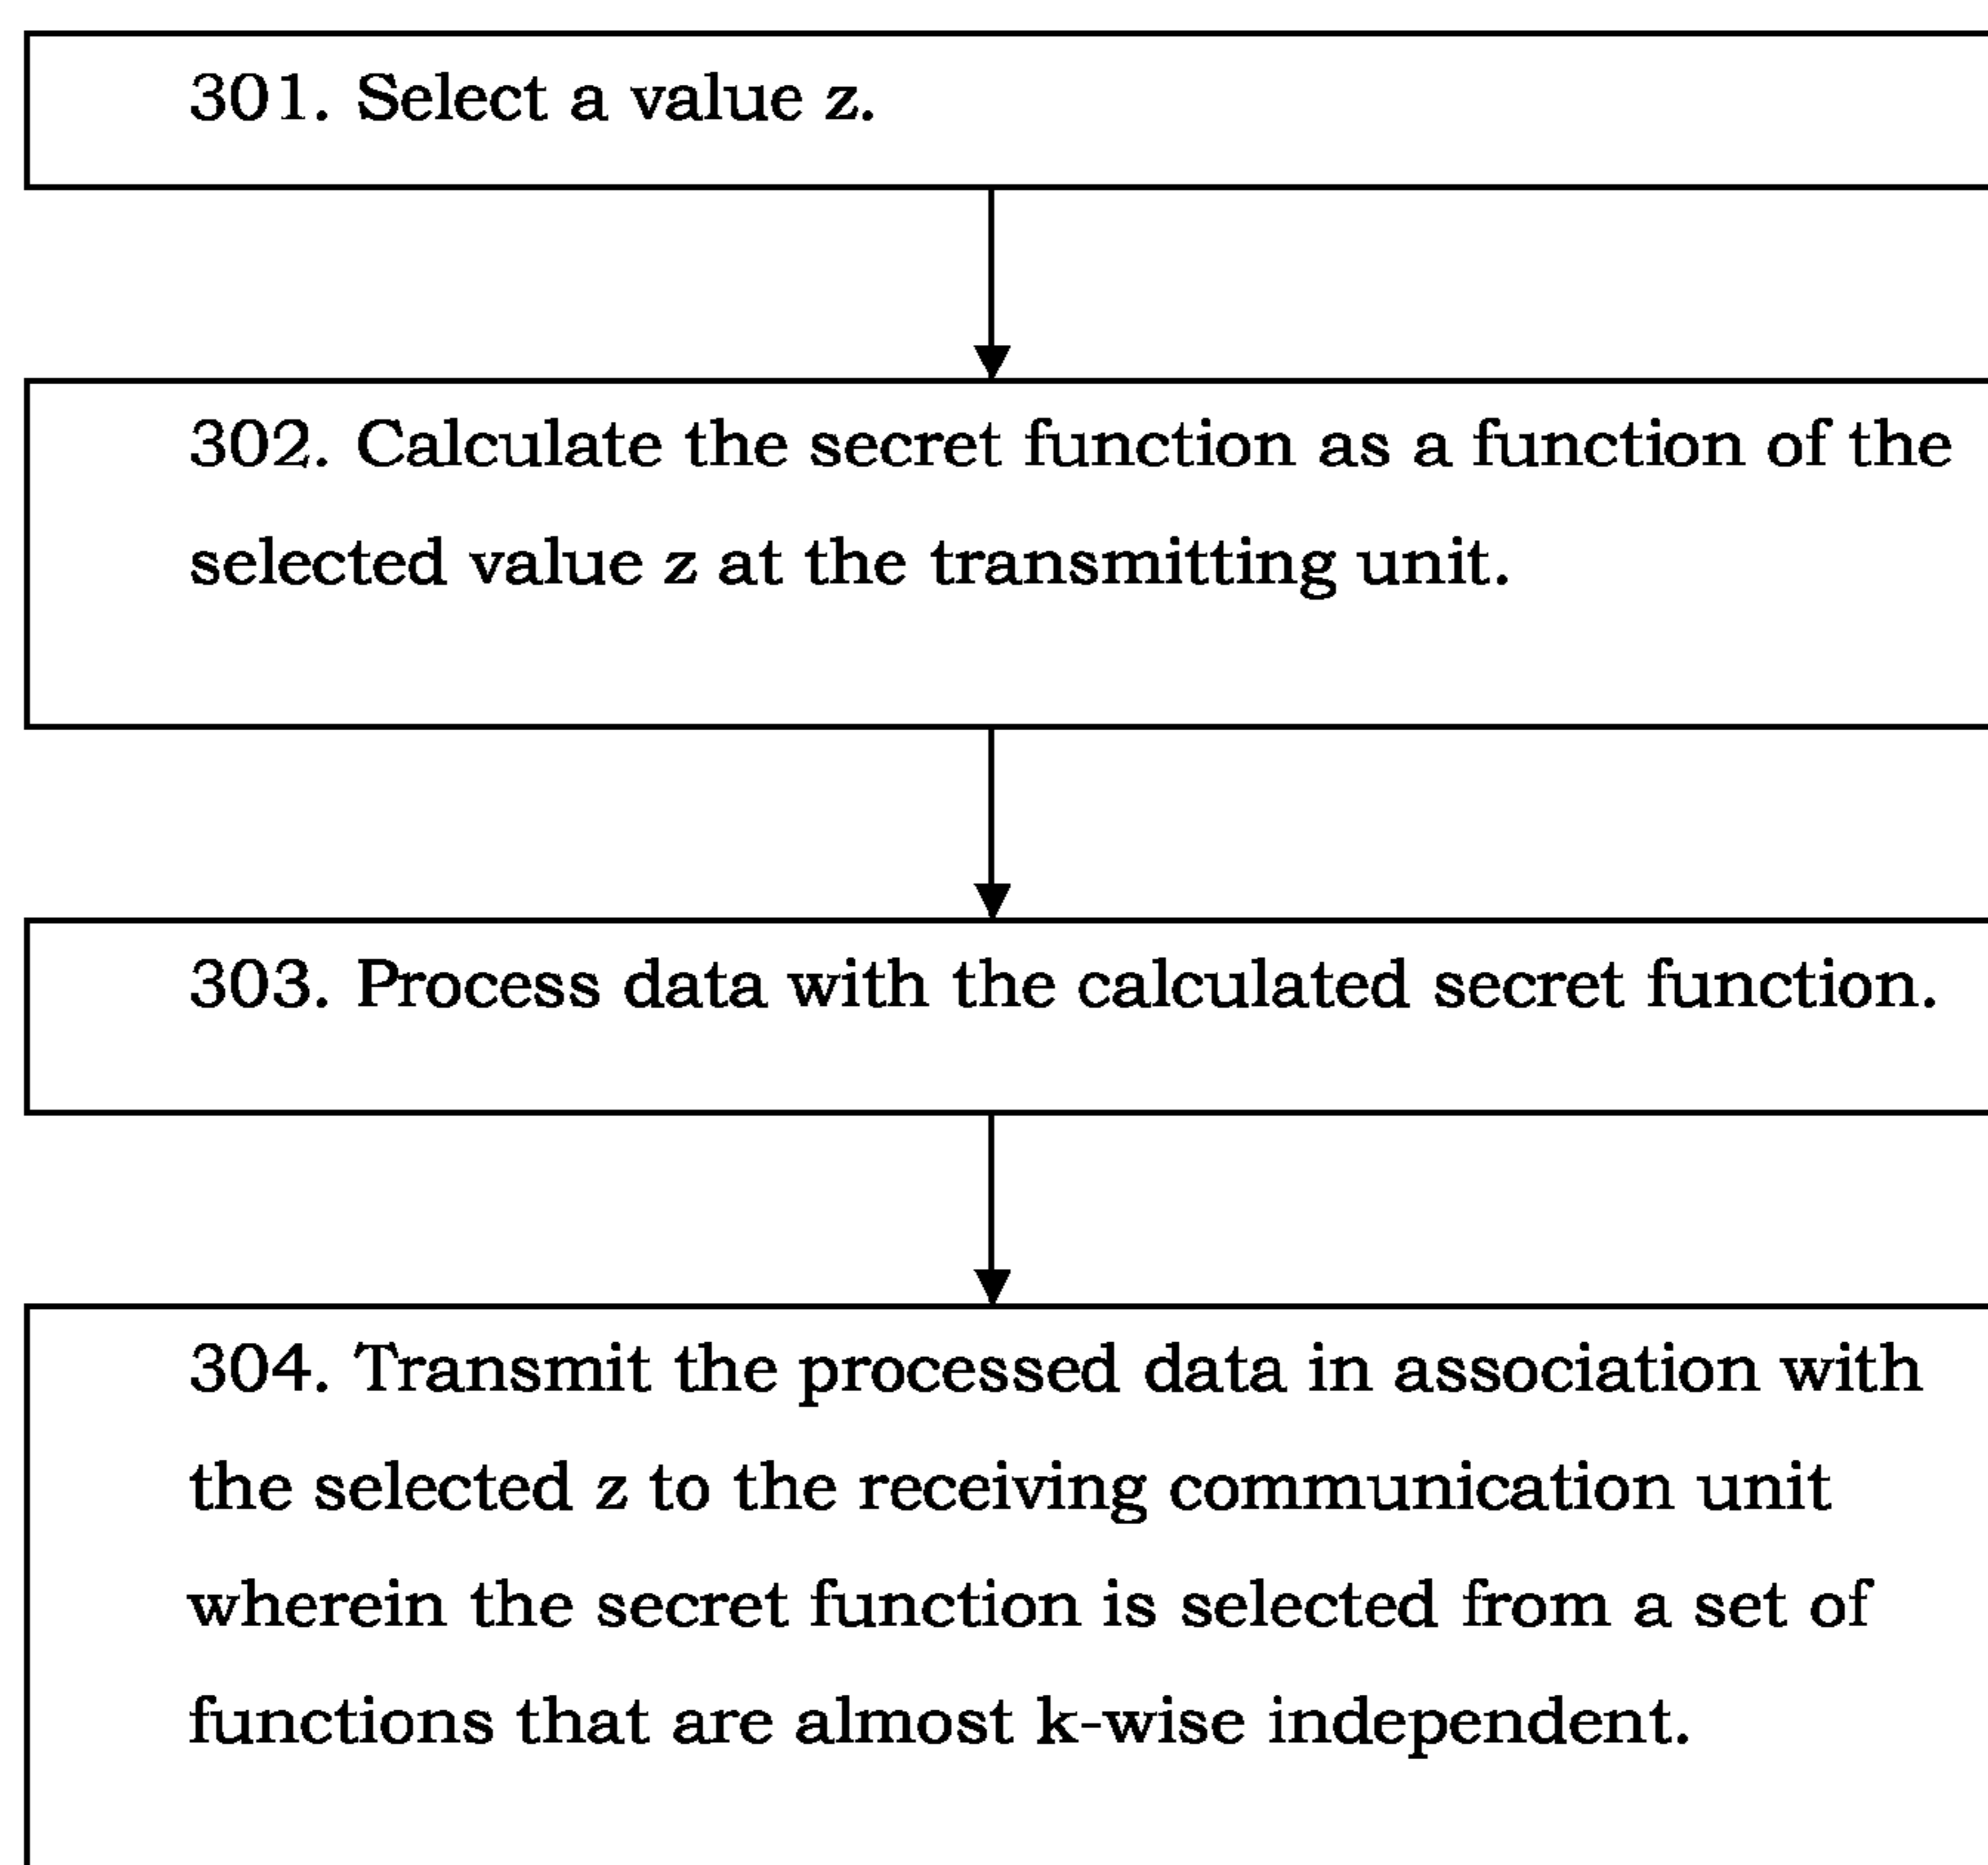 301. Select a value z.
302. Calculate the secret function as a function of the
selected value z at the transmitting unit.
303. Process data with the calculated secret function.
304. Transmit the processed data in association with
the selected z to the receiving communication unit
wherein the secret function is selected from a set of
functions that are almost k-wise independent.